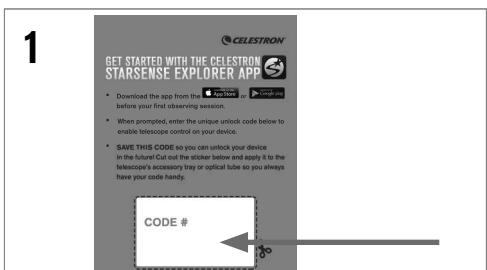 1
CELESTRON
GET STARTED WITH THE CELESTRON
STARSENSE EXPLORER APP
• Download the app from the App Store or Google play
before your first observing session.
• When prompted, enter the unique unlock code below to
enable telescope control on your device.
• SAVE THIS CODE so you can unlock your device
in the future! Cut out the sticker below and apply it to the
telescope's accessory tray or optical tube so you always
have your code handy.
CODE #